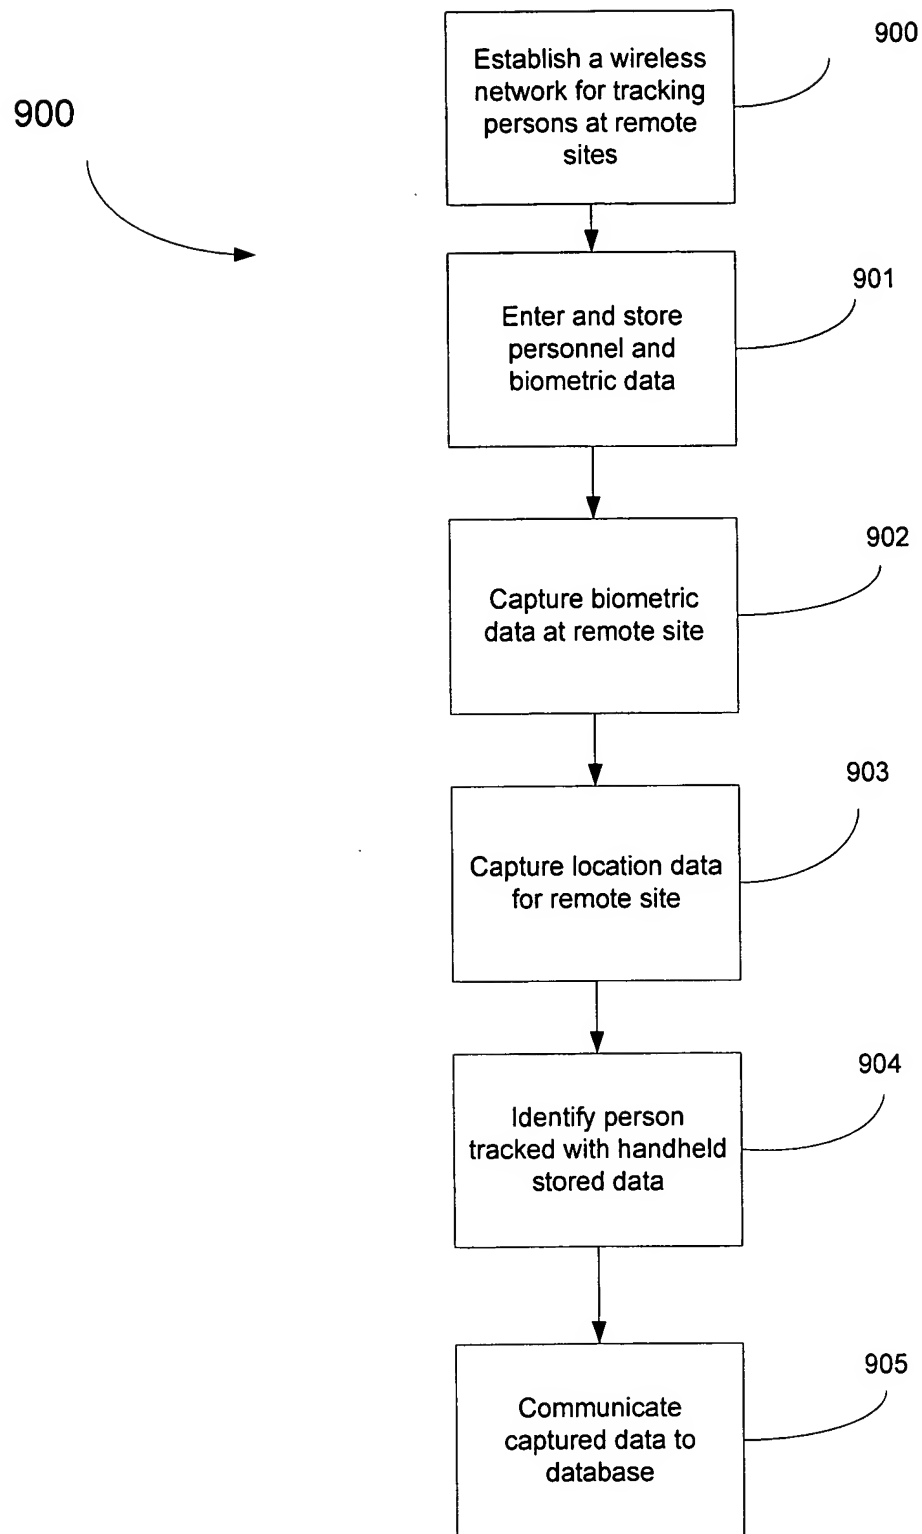 900
Establish a wireless
network for tracking
persons at remote
sites
900
901
Enter and store
personnel and
biometric data
902
Capture biometric
data at remote site
903
Capture location data
for remote site
904
Identify person
tracked with handheld
stored data
905
Communicate
captured data to
database